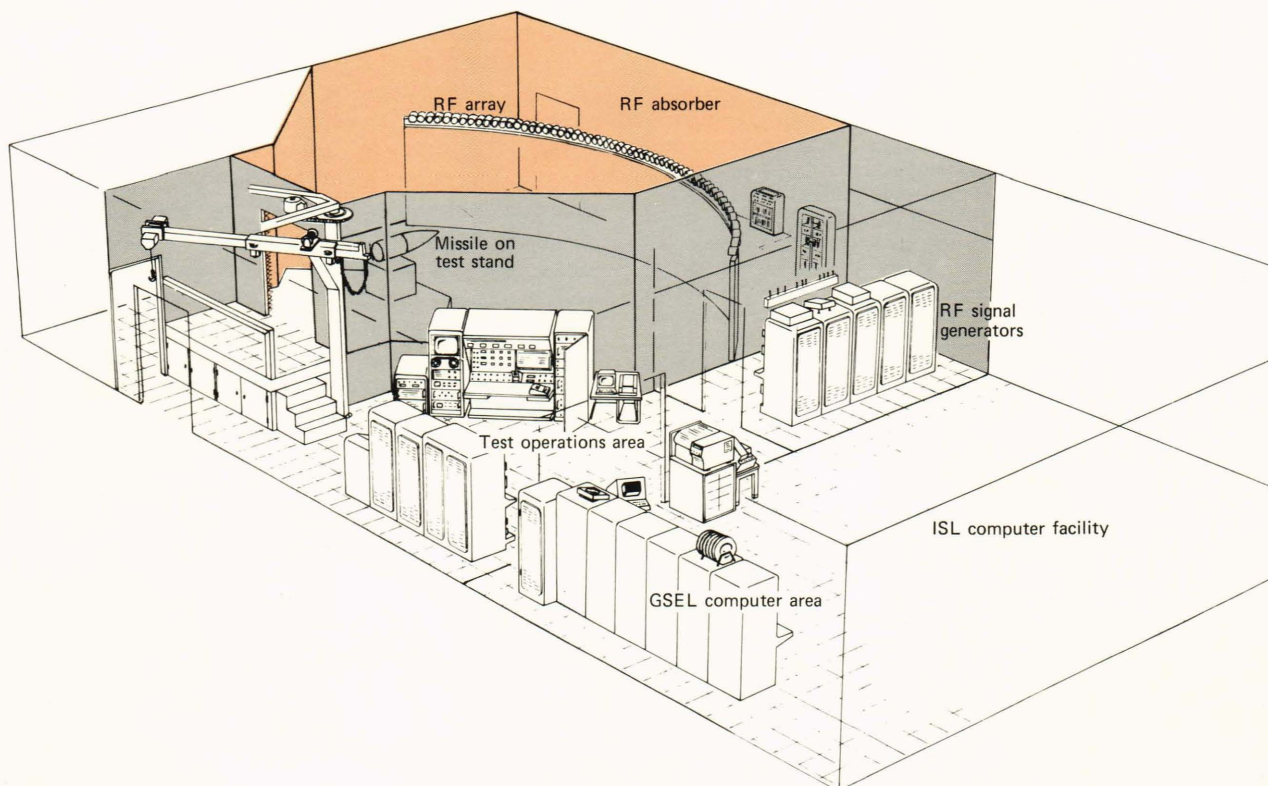 RF array
RF absorber
Missile on
test stand
RF signal
generators
Test operations area
ISL computer facility
GSEL computer area